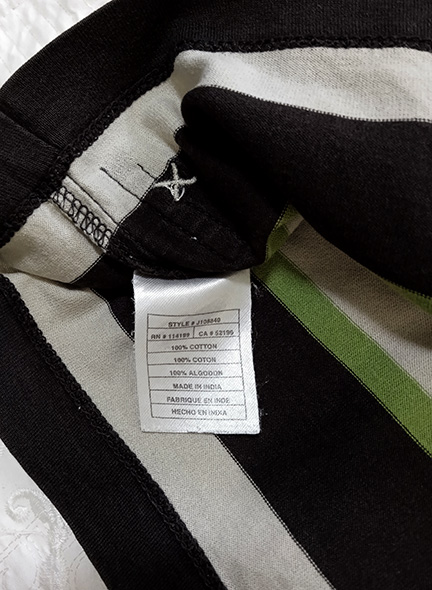 STYLE # J106949
RN # 114199 CA # 52196
100% COTTON
100% COTON
100% ALGODON
MADE IN INDIA
FABRIQUE EN INDE
HECHO EN INDIA